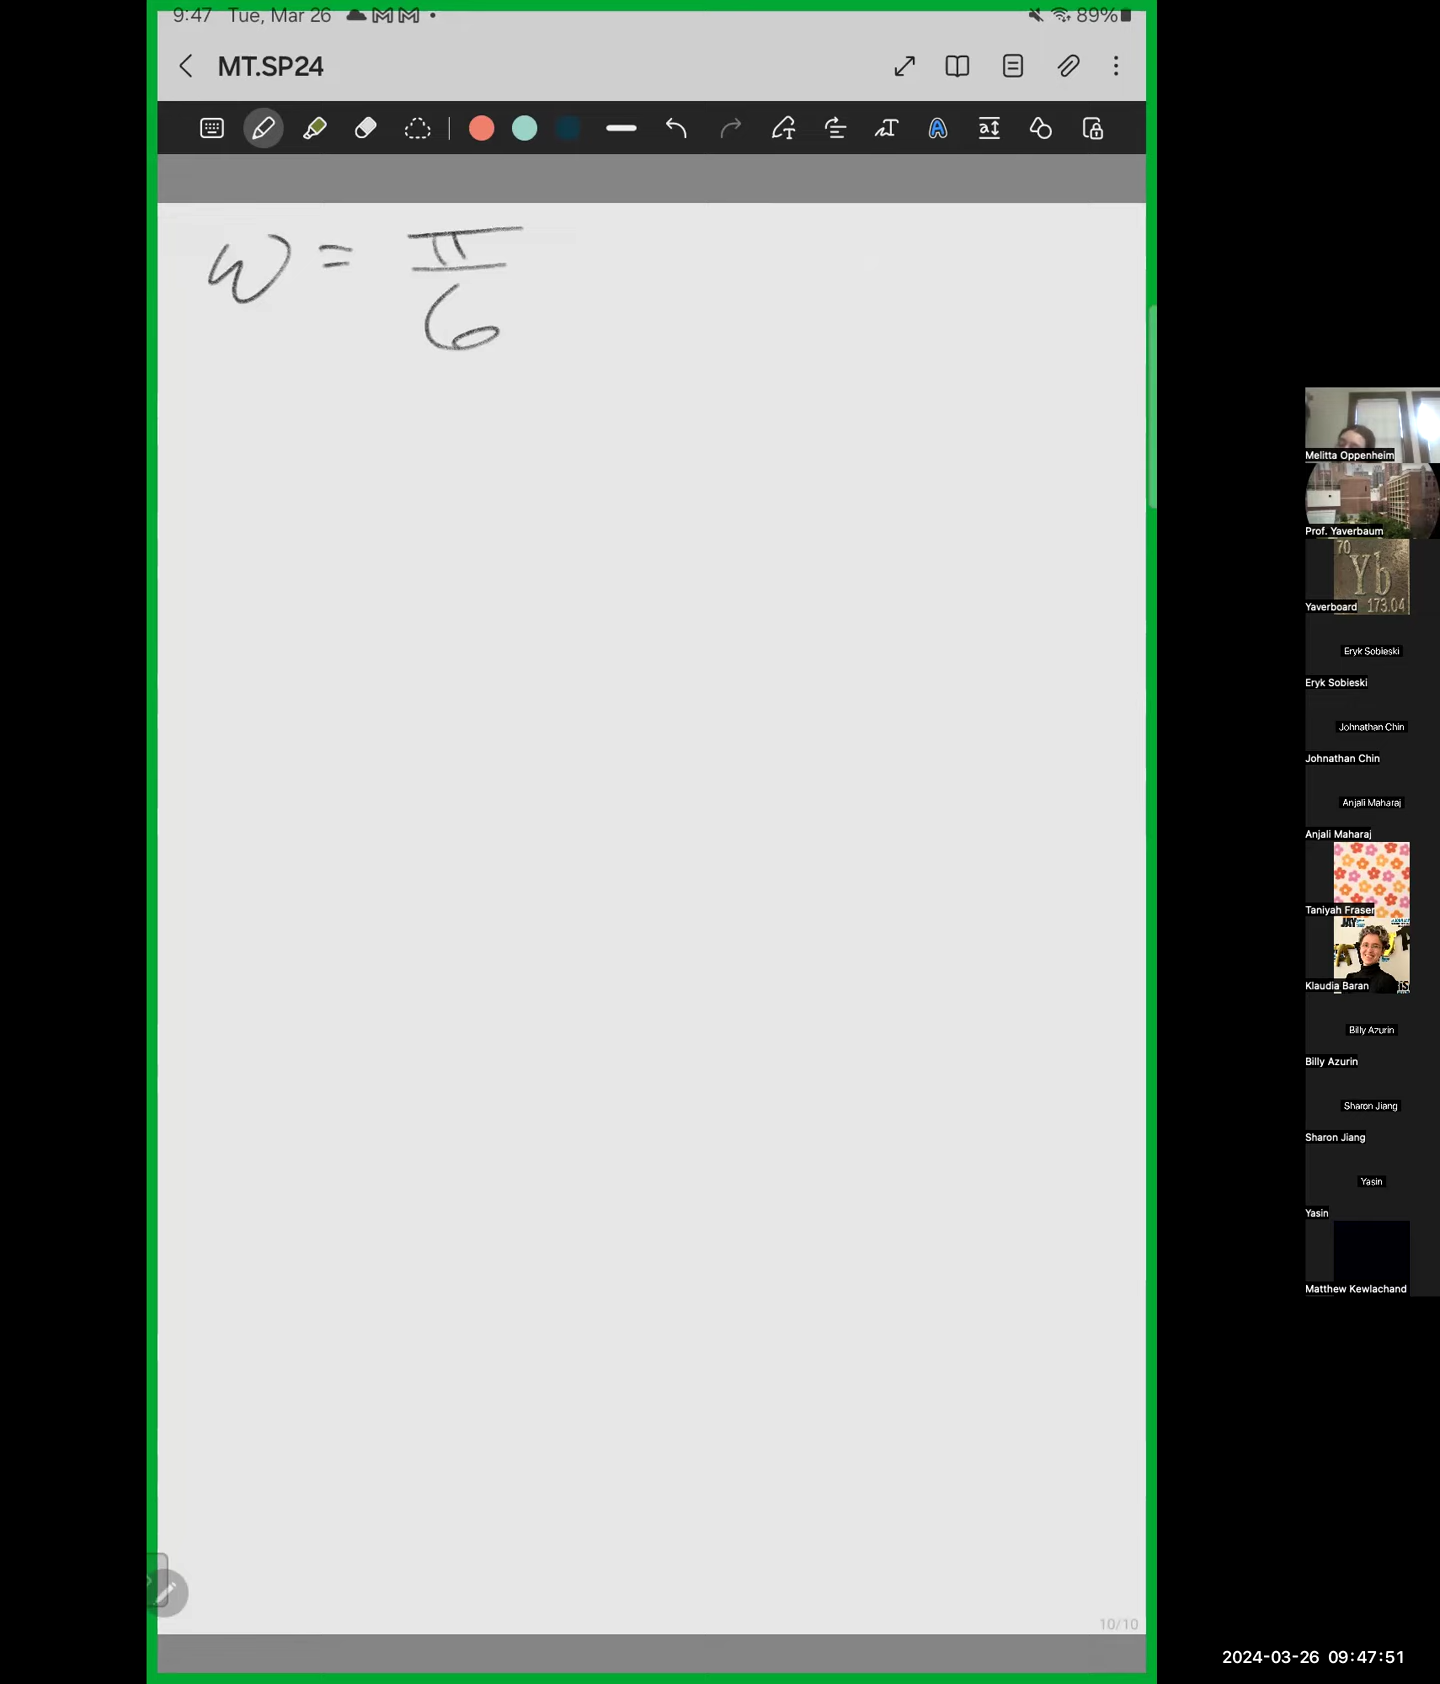 9:47 Tue, Mar 26 89%
MT.SP24
ω = π/6
Melitta Oppenheim
Prof. Yaverbaum
70
Yb
173.04
Yaverboard
Eryk Sobieski
Eryk Sobieski
Johnathan Chin
Johnathan Chin
Anjali Maharaj
Anjali Maharaj
Taniyah Fraser
JAY
Klaudia Baran
Billy Azurin
Billy Azurin
Sharon Jiang
Sharon Jiang
Yasin
Yasin
Matthew Kewlachand
10/10
2024-03-26 09:47:51